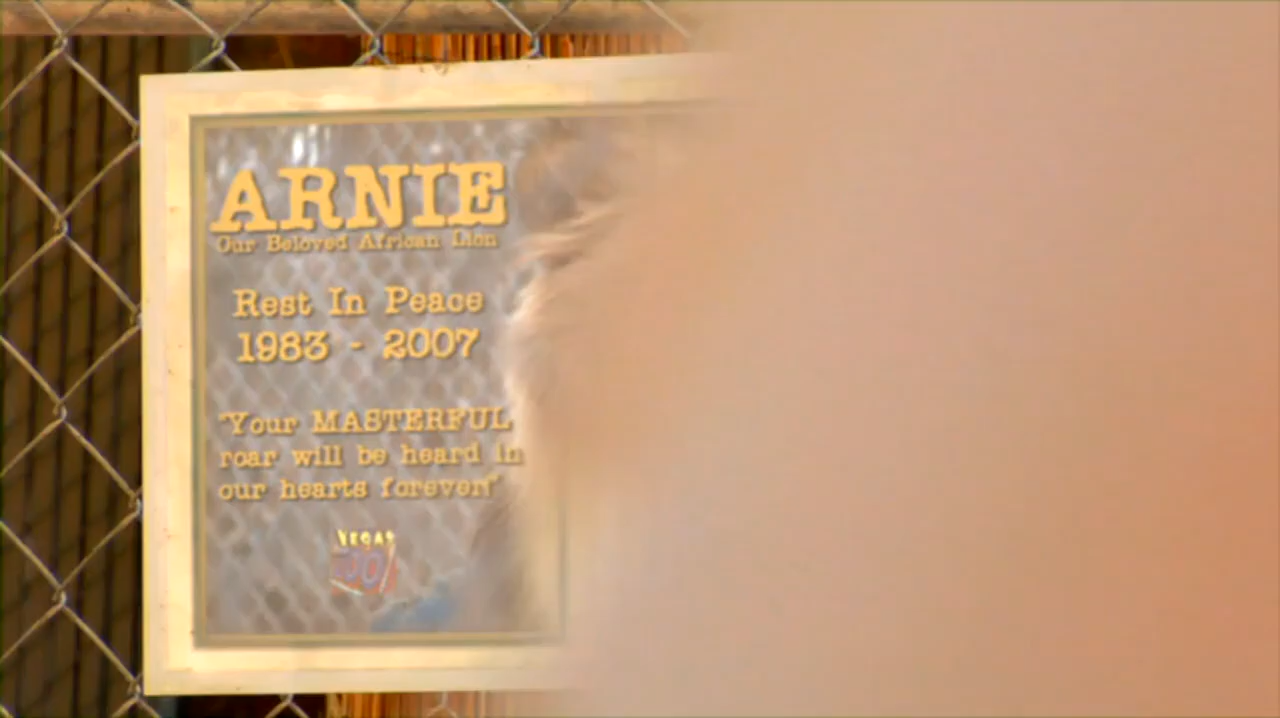 ARNIE
Our Beloved African Lion
Rest In Peace
1983 - 2007
"Your MASTERFUL
roar will be heard in
our hearts forever!"
VEGAS